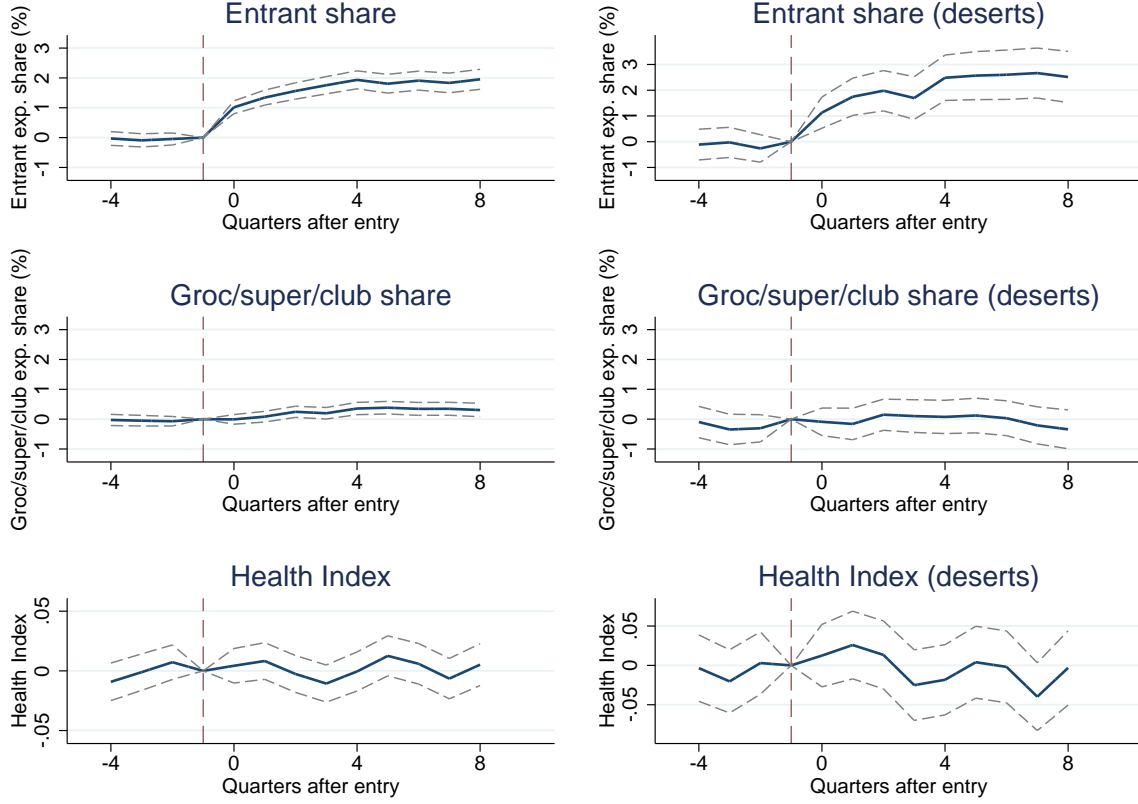 Entrant share
Entrant exp. share (%)
3
2
1
0
-1
-4
0
4
8
Quarters after entry
Entrant share (deserts)
Entrant exp. share (%)
3
2
1
0
-1
-4
0
4
8
Quarters after entry
Groc/super/club share
Groc/super/club exp. share (%)
3
2
1
0
-1
-4
0
4
8
Quarters after entry
Groc/super/club share (deserts)
Groc/super/club exp. share (%)
3
2
1
0
-1
-4
0
4
8
Quarters after entry
Health Index
Health Index
.05
0
-.05
-4
0
4
8
Quarters after entry
Health Index (deserts)
Health Index
.05
0
-.05
-4
0
4
8
Quarters after entry